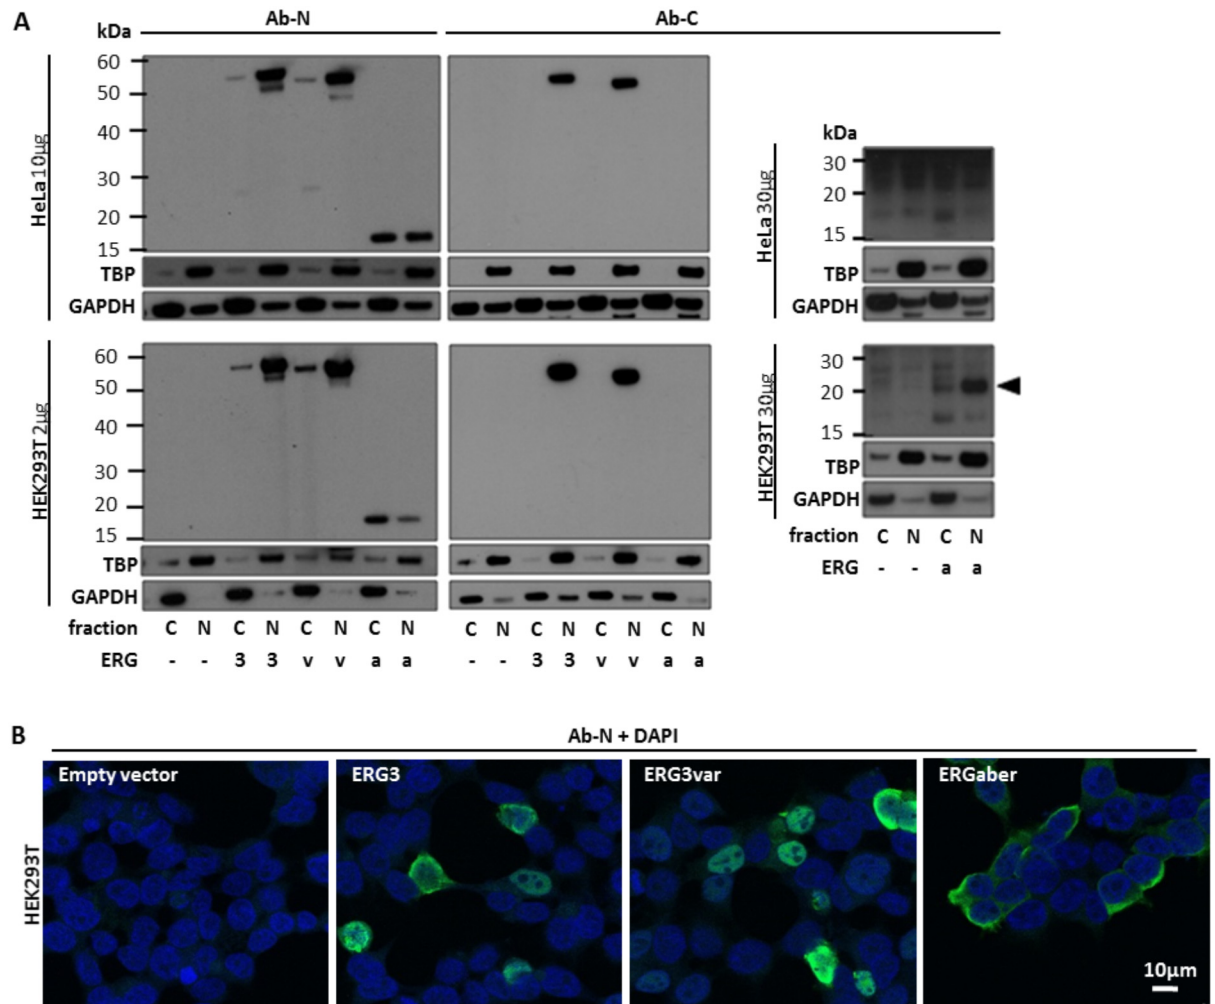 A
Ab-N
Ab-C
kDa
HeLa 10µg
60
50
40
30
20
15
TBP
GAPDH
HEK293T 2µg
60
50
40
30
20
15
TBP
GAPDH
fraction C N C N C N C N C N C N C N C N
ERG - - 3 3 v v a a - - 3 3 v v a a
kDa
HeLa 30µg
30
20
15
TBP
GAPDH
HEK293T 30µg
30
20
15
TBP
GAPDH
fraction C N C N
ERG - - a a
B
Ab-N + DAPI
HEK293T
Empty vector
ERG3
ERG3var
ERGaber
10µm